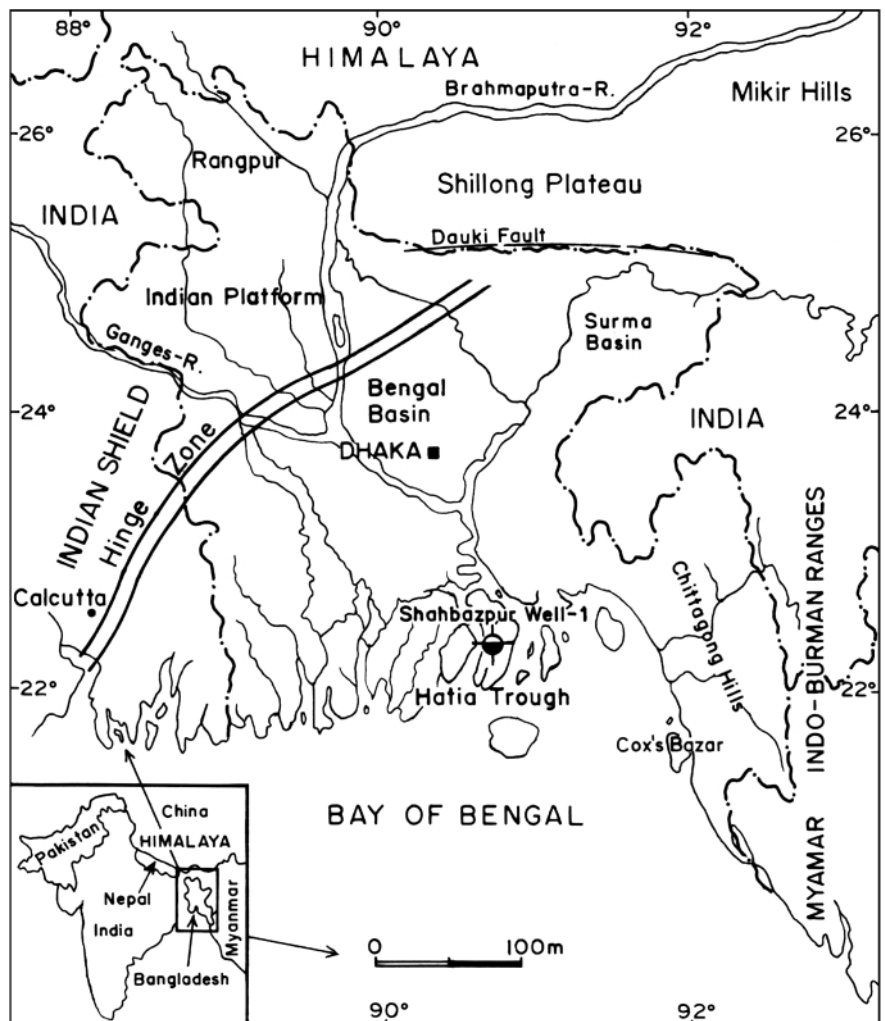 88°
90°
92°
HIMALAYA
Brahmaputra-R.
Mikir Hills
26°
26°
Rangpur
Shillong Plateau
INDIA
Dauki Fault
Indian Platform
Surma
Basin
Ganges-R.
Bengal
Basin
24°
INDIA
24°
DHAKA
INDIAN SHIELD
Hinge Zone
Calcutta
Shahbazpur Well-1
Chittagong Hills
INDO-BURMAN RANGES
22°
Hatia Trough
22°
Cox's Bazar
BAY OF BENGAL
MYAMAR
China
Pakistan
HIMALAYA
Nepal
India
Myanmar
Bangladesh
0
100m
90°
92°